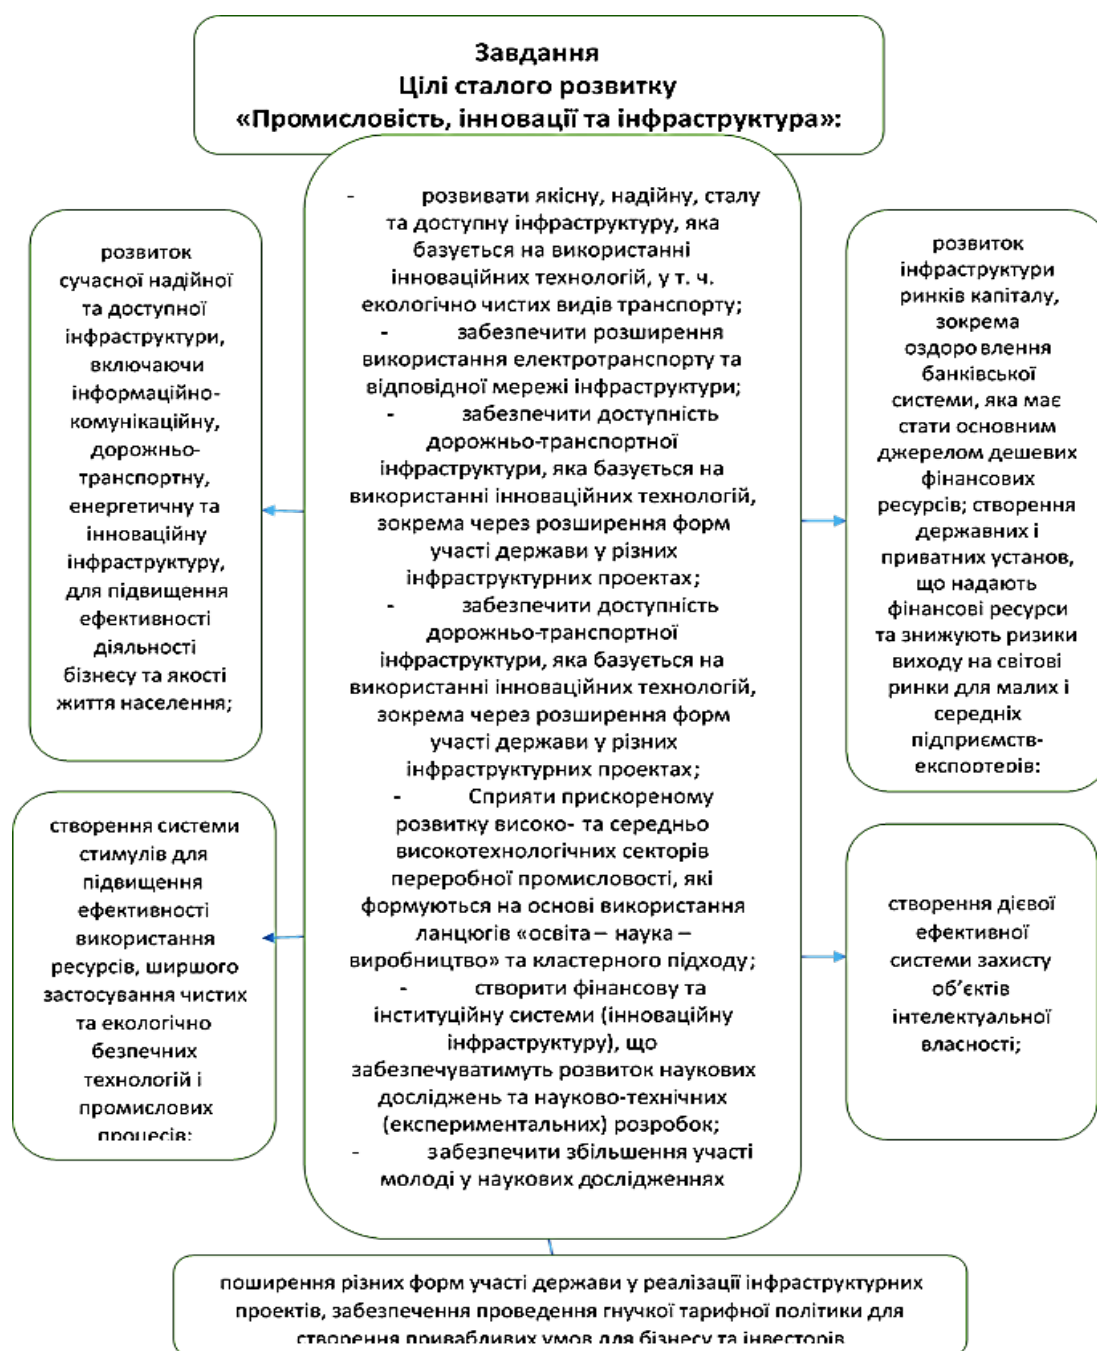 Завдання
Цілі сталого розвитку
«Промисловість, інновації та інфраструктура»:
розвиток
сучасної надійної
та доступної
інфраструктури,
включаючи
інформаційно-
комунікаційну,
дорожньо-
транспортну,
енергетичну та
інноваційну
інфраструктуру,
для підвищення
ефективності
діяльності
бізнесу та якості
життя населення;
створення системи
стимулів для
підвищення
ефективності
використання
ресурсів, ширшого
застосування чистих
та екологічно
безпечних
технологій і
промислових
процесів;
- розвивати якісну, надійну, сталу
та доступну інфраструктуру, яка
базується на використанні
інноваційних технологій, у т. ч.
екологічно чистих видів транспорту;
- забезпечити розширення
використання електротранспорту та
відповідної мережі інфраструктури;
- забезпечити доступність
дорожньо-транспортної
інфраструктури, яка базується на
використанні інноваційних технологій,
зокрема через розширення форм
участі держави у різних
інфраструктурних проектах;
- забезпечити доступність
дорожньо-транспортної
інфраструктури, яка базується на
використанні інноваційних технологій,
зокрема через розширення форм
участі держави у різних
інфраструктурних проектах;
- Сприяти прискореному
розвитку високо- та середньо
високотехнологічних секторів
переробної промисловості, які
формуються на основі використання
ланцюгів «освіта – наука –
виробництво» та кластерного підходу;
- створити фінансову та
інституційну системи (інноваційну
інфраструктуру), що
забезпечуватимуть розвиток наукових
досліджень та науково-технічних
(експериментальних) розробок;
- забезпечити збільшення участі
молоді у наукових дослідженнях
розвиток
інфраструктури
ринків капіталу,
зокрема
оздоровлення
банківської
системи, яка має
стати основним
джерелом дешевих
фінансових
ресурсів; створення
державних і
приватних установ,
що надають
фінансові ресурси
та знижують ризики
виходу на світові
ринки для малих і
середніх
підприємств-
експортерів;
створення дієвої
ефективної
системи захисту
об’єктів
інтелектуальної
власності;
поширення різних форм участі держави у реалізації інфраструктурних
проектів, забезпечення проведення гнучкої тарифної політики для
створення привабливих умов для бізнесу та інвесторів